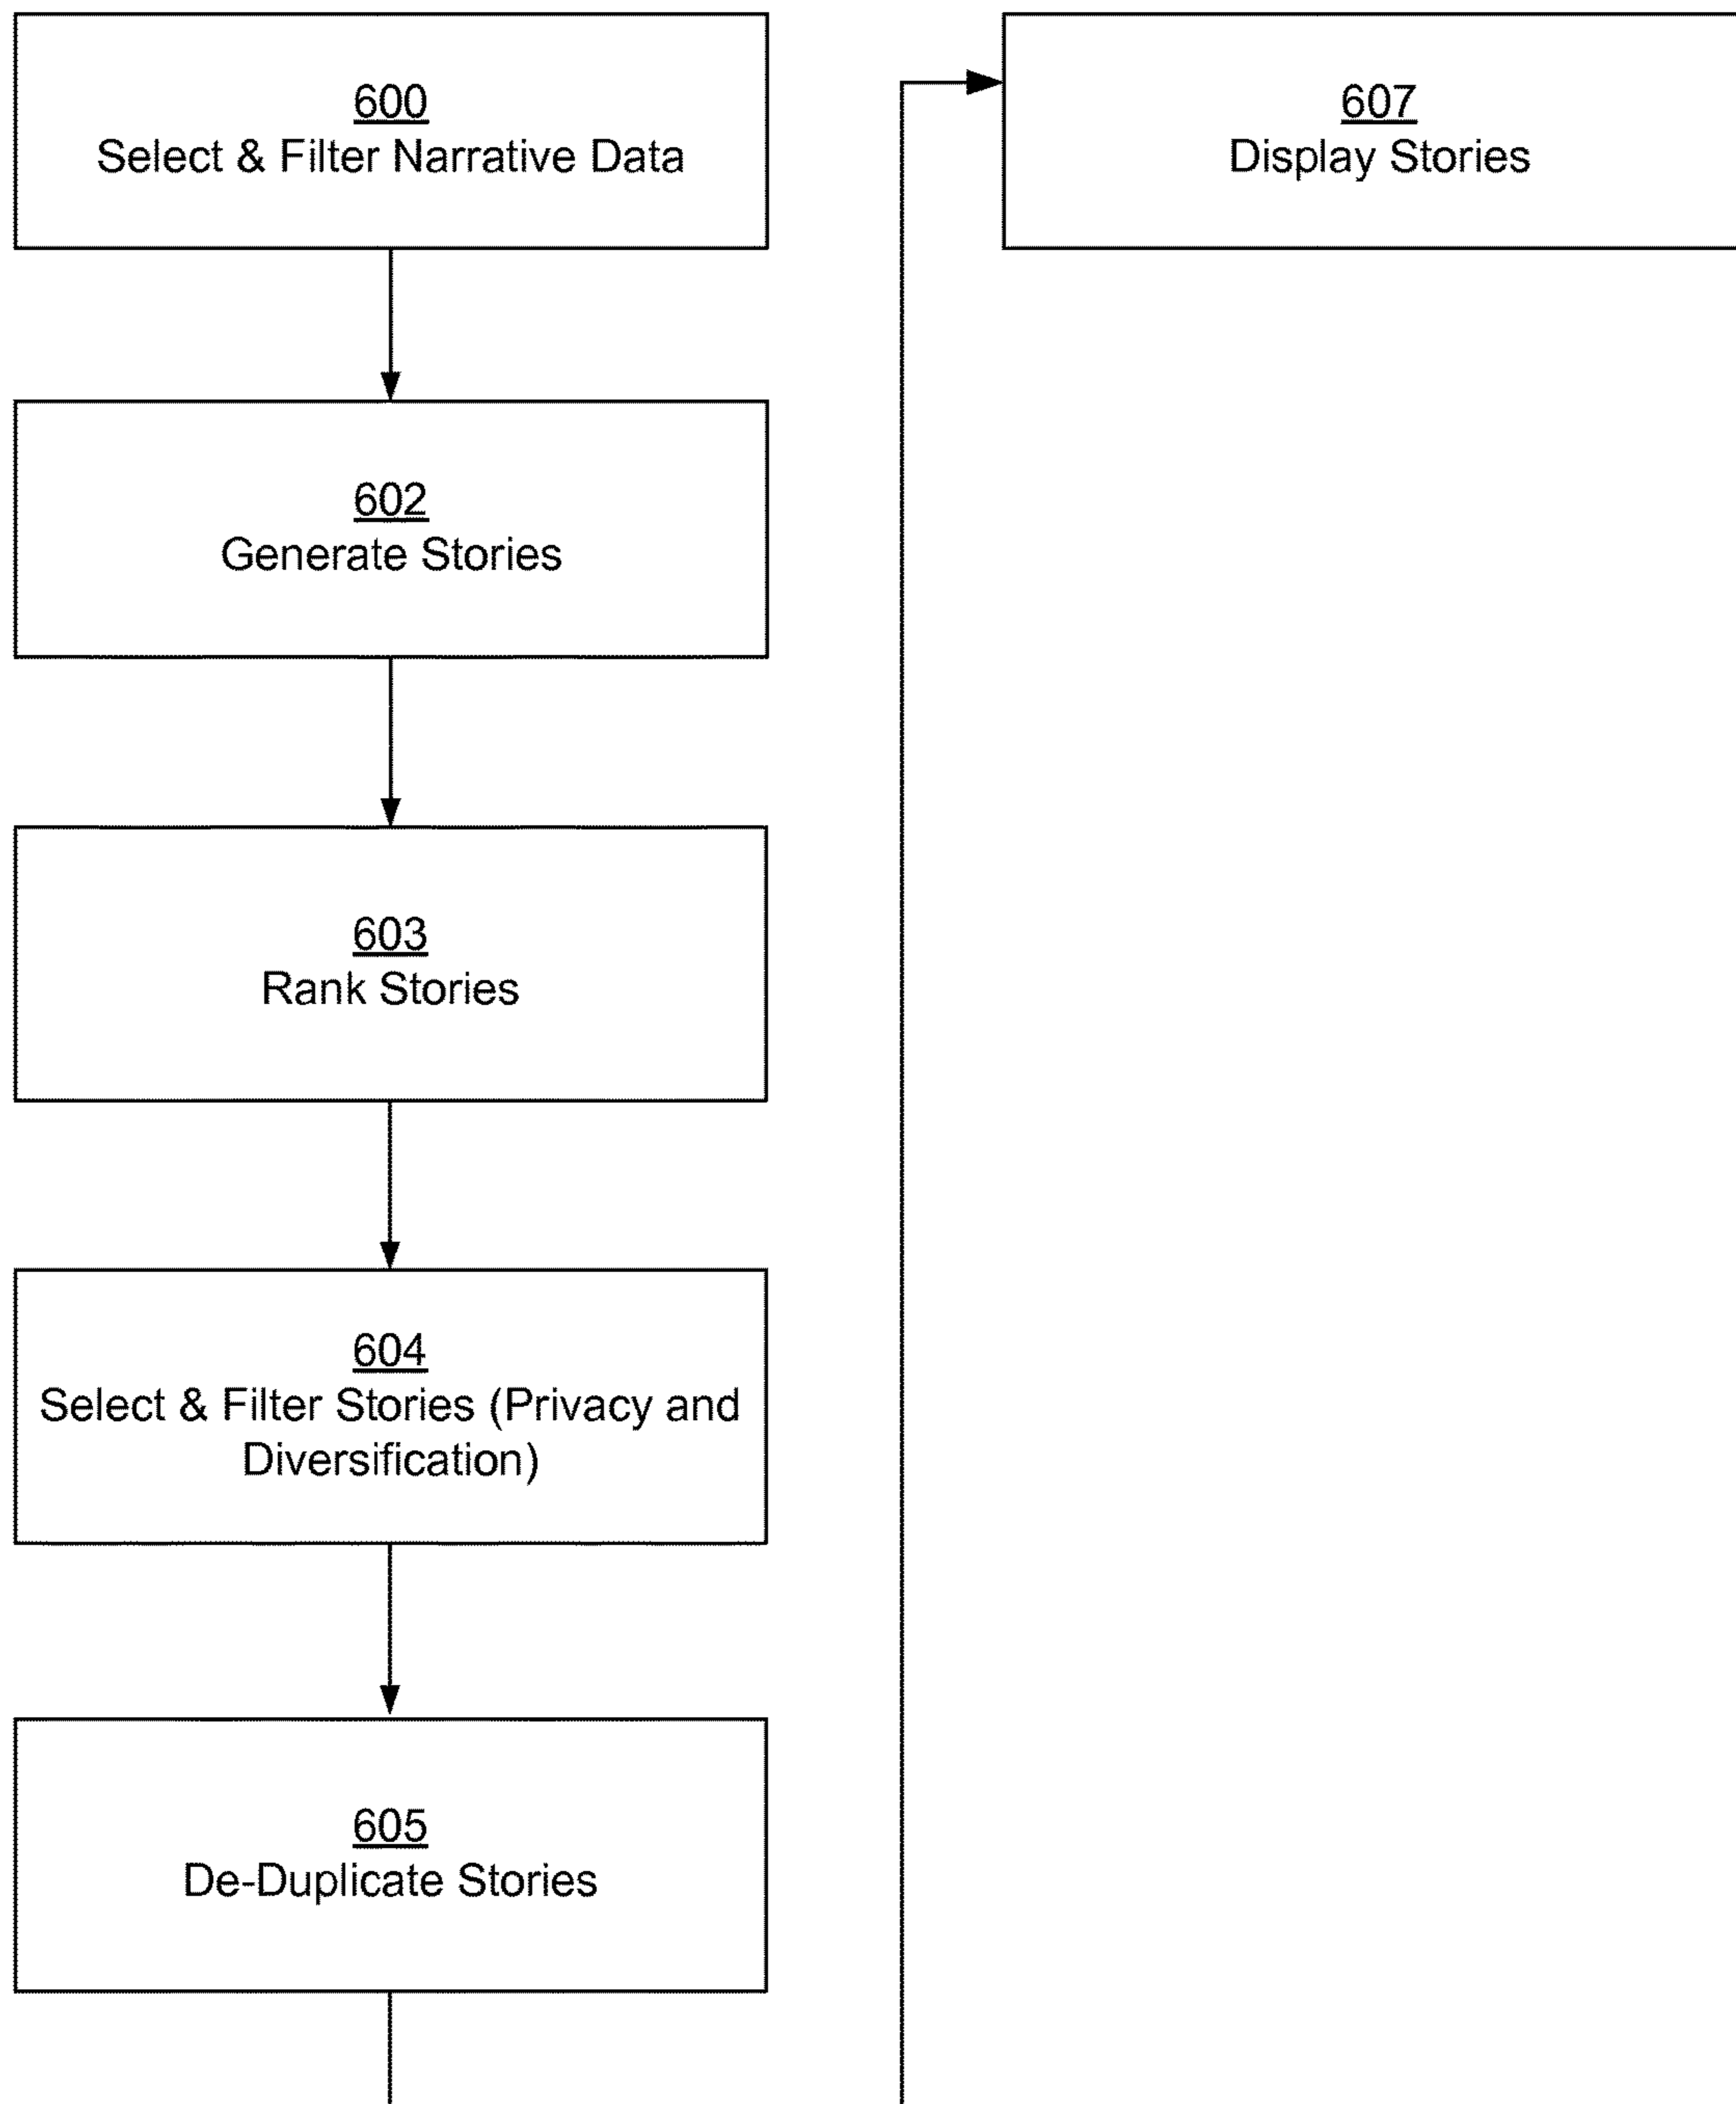 600
Select & Filter Narrative Data
602
Generate Stories
603
Rank Stories
604
Select & Filter Stories (Privacy and
Diversification)
605
De-Duplicate Stories
607
Display Stories